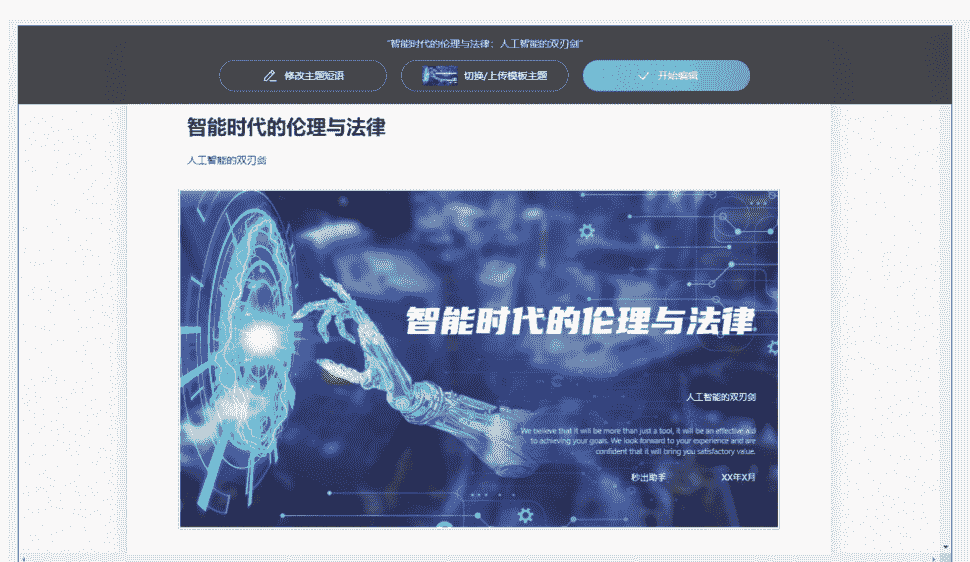 "智能时代的伦理与法律：人工智能的双刃剑"
修改主题短语
切换/上传模板主题
开始编辑
智能时代的伦理与法律
人工智能的双刃剑
智能时代的伦理与法律
人工智能的双刃剑
We believe that it will be more than just a tool, it will be an effective aid
to achieving your goals. We look forward to your experience and are
confident that it will bring you satisfactory value.
秒出助手
XX年X月